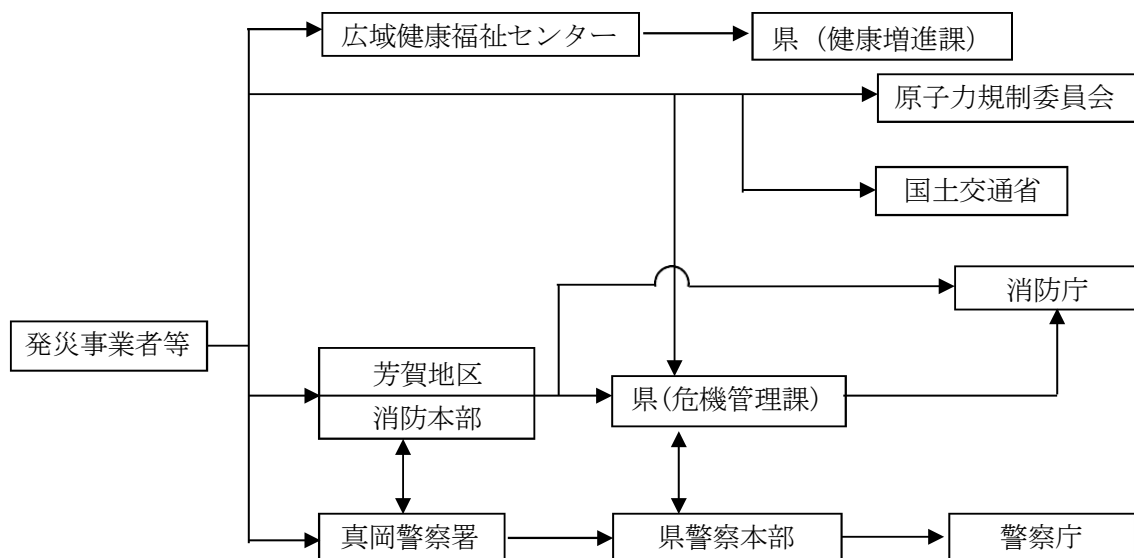 広域健康福祉センター
県（健康増進課）
原子力規制委員会
国土交通省
消防庁
発災事業者等
芳賀地区
消防本部
県(危機管理課)
真岡警察署
県警察本部
警察庁